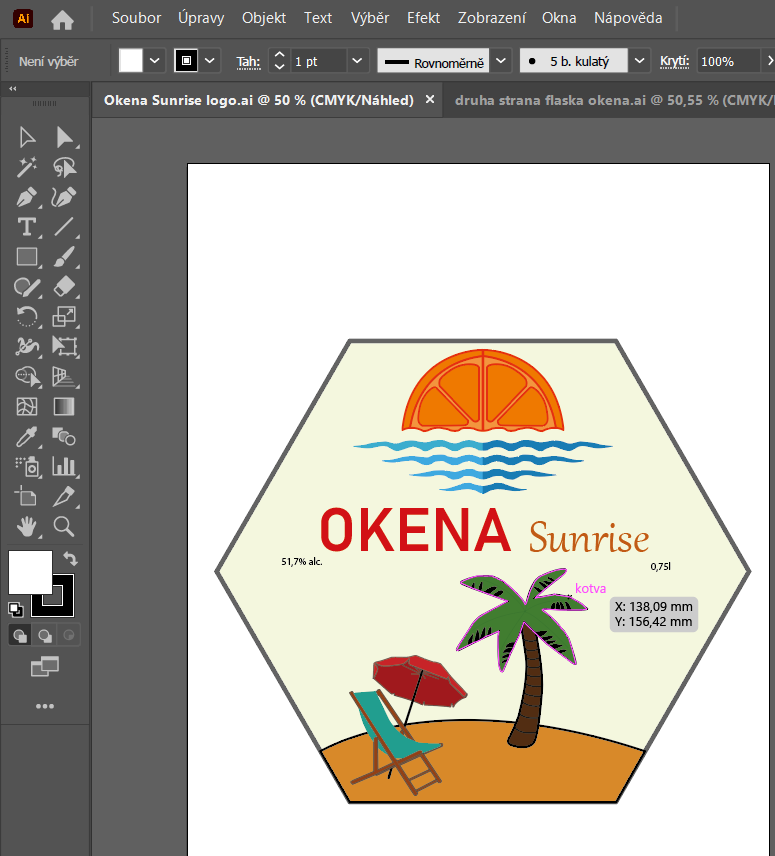 Ai
Soubor Úpravy Objekt Text Výběr Efekt Zobrazení Okna Nápověda
Není výběr Tah: 1 pt Rovnoměrně 5 b. kulatý Krytí: 100%
Okena Sunrise logo.ai @ 50 % (CMYK/Náhled) × druha strana flaska okena.ai @ 50,55 % (CMYK/
OKENA Sunrise
51,7% alc. 0,75l
kotva
X: 138,09 mm
Y: 156,42 mm